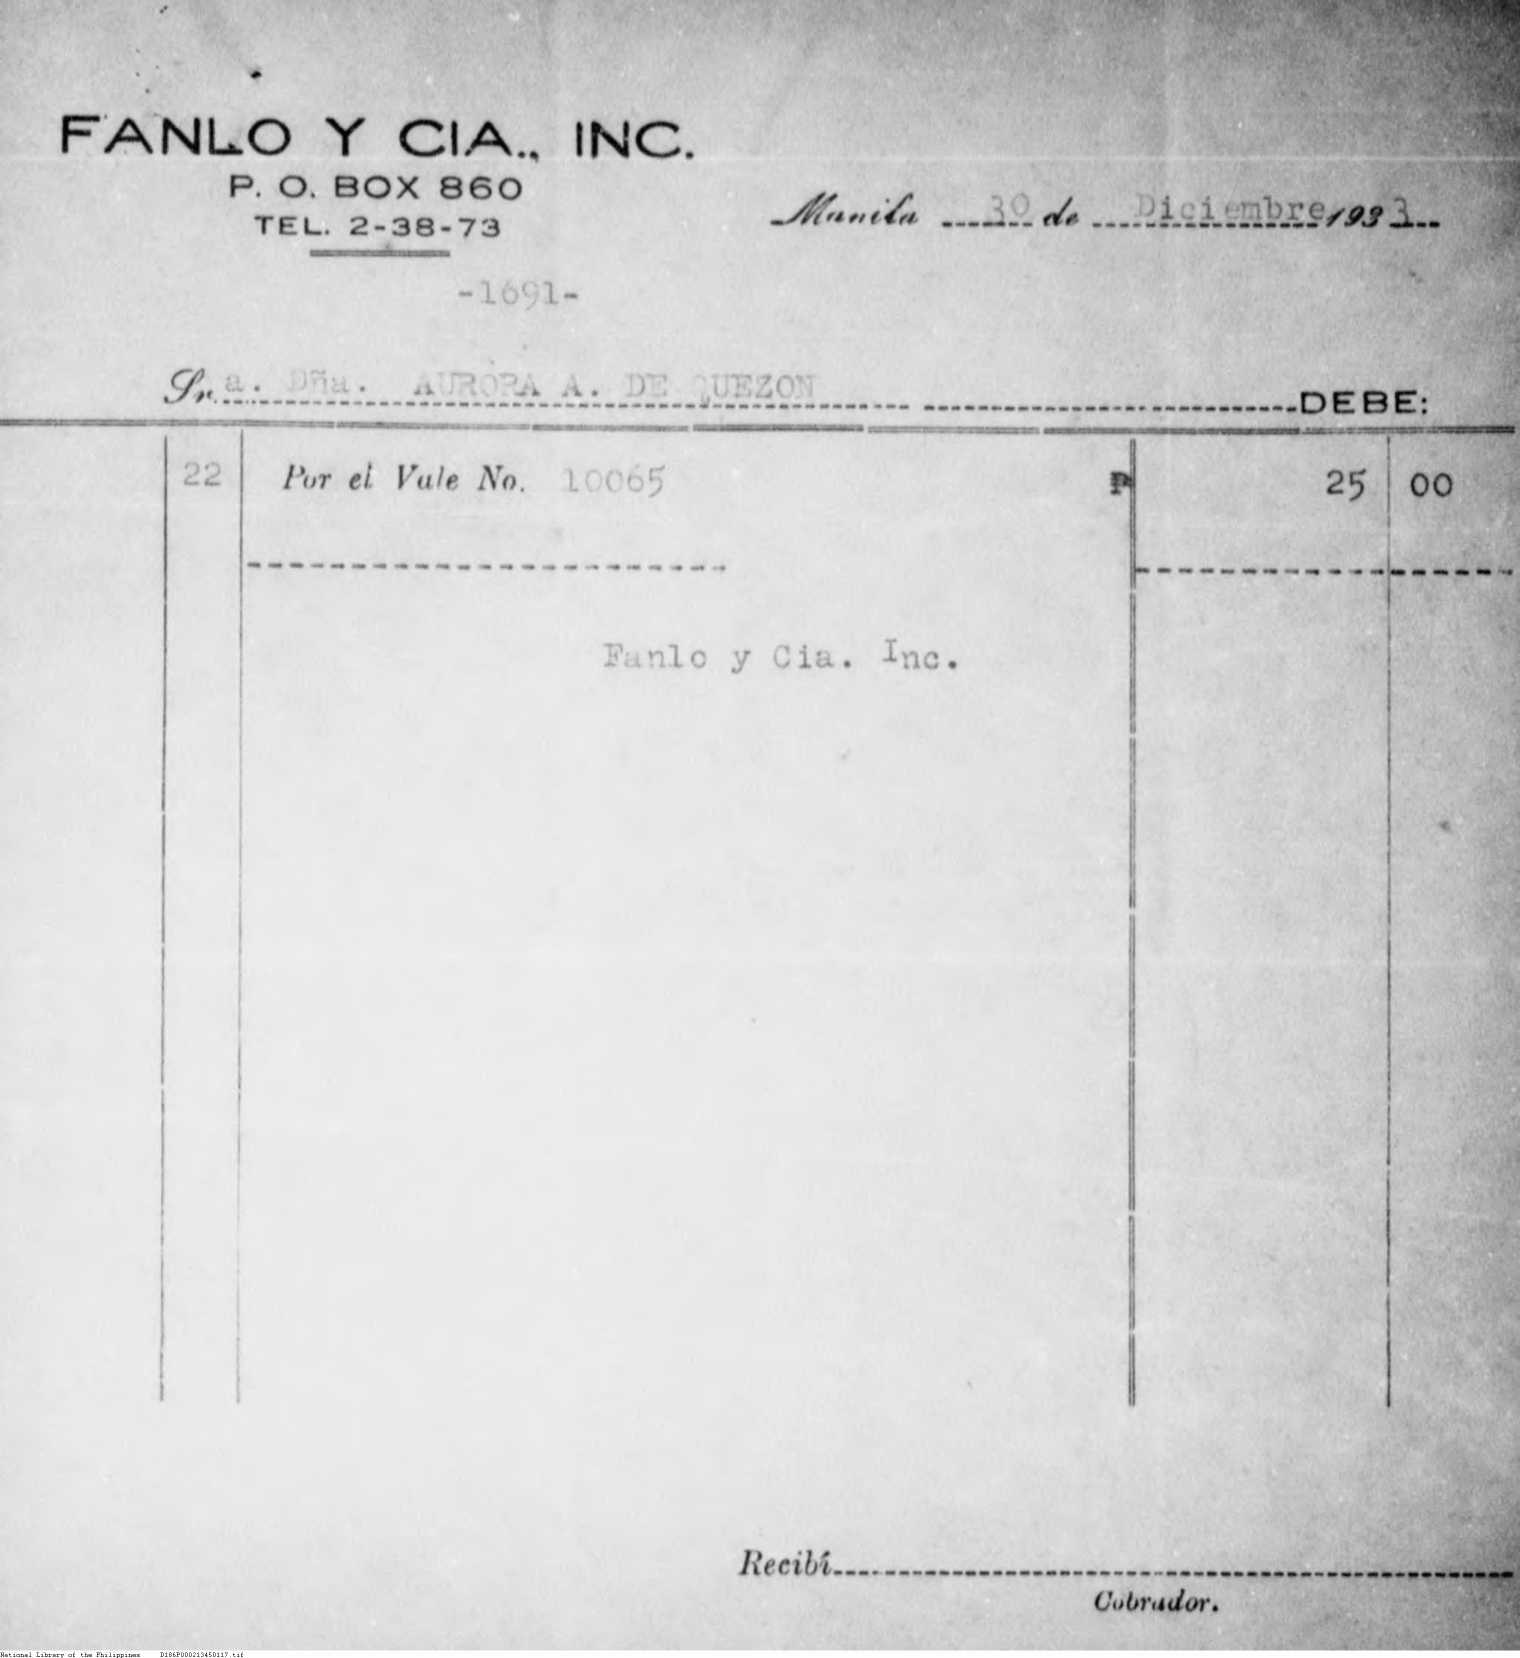 FANLO Y CIA., INC.
P. O. BOX 860
TEL. 2-38-73
Manila 30 de Diciembre 1933
-1691-
Sra. Dña. AURORA A. DE QUEZON DEBE:
22 Por el Vale No. 10065 ₱ 25 00
Fanlo y Cia. Inc.
Recibí
Cobrador.
National Library of the Philippines D186P000213450117.tif